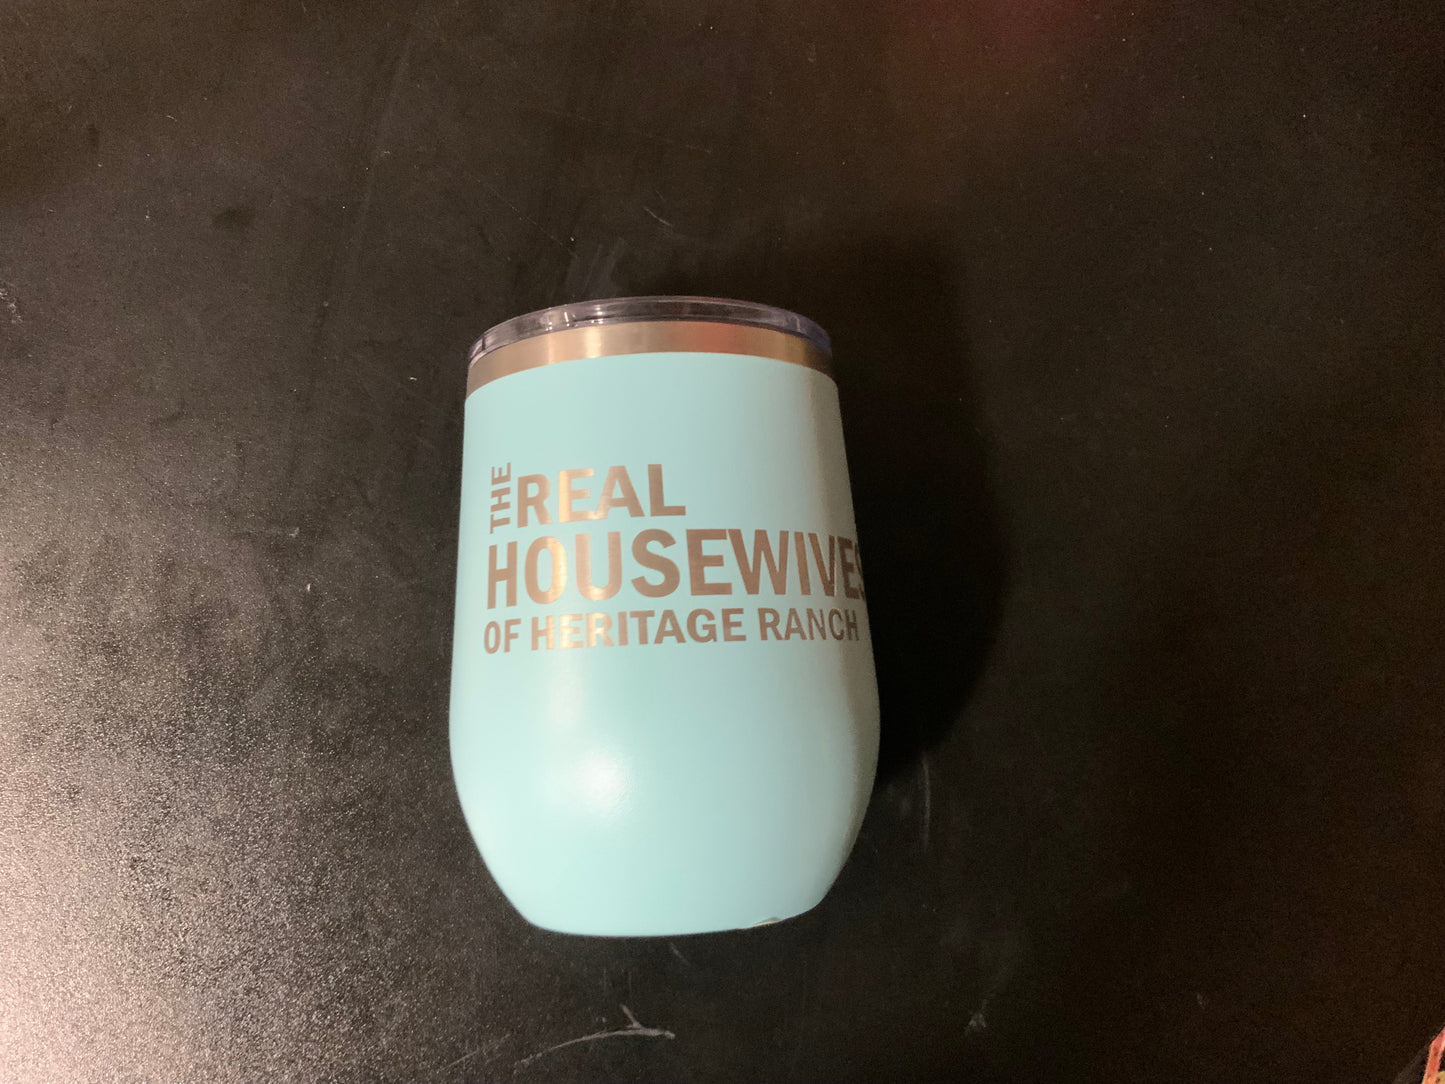 THE REAL
HOUSEWIVES
OF HERITAGE RANCH